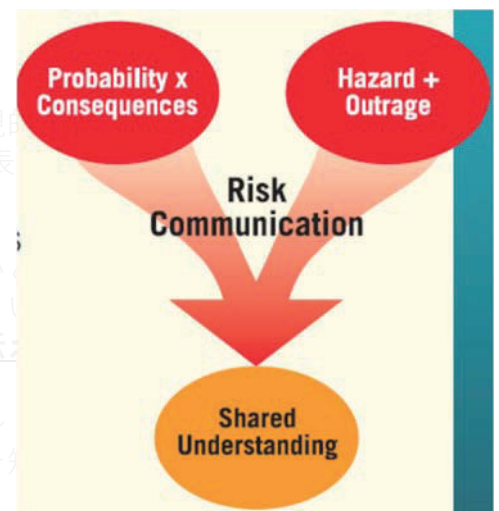 Probability x
Consequences
Hazard +
Outrage
Risk
Communication
Shared
Understanding